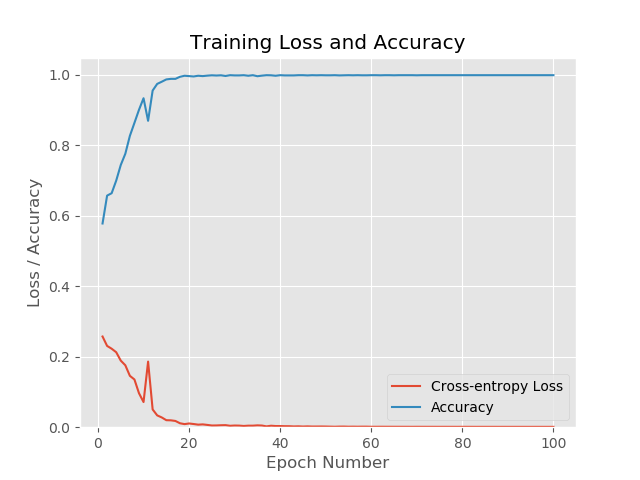 Training Loss and Accuracy
1.0
0.8
0.6
0.4
0.2
0.0
Loss / Accuracy
0 20 40 60 80 100
Epoch Number
Cross-entropy Loss
Accuracy